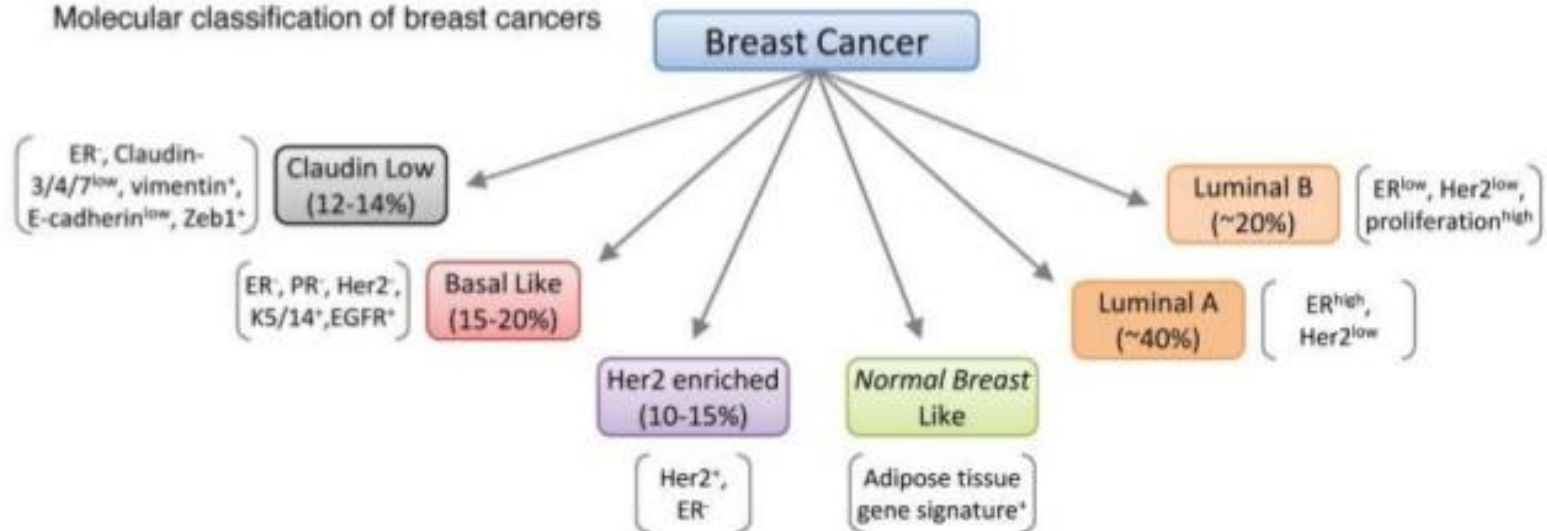 Molecular classification of breast cancers
Breast Cancer
ER⁻, Claudin-
3/4/7ˡᵒʷ, vimentin⁺,
E-cadherinˡᵒʷ, Zeb1⁺
Claudin Low
(12-14%)
ER⁻, PR⁻, Her2⁻,
K5/14⁺,EGFR⁺
Basal Like
(15-20%)
Her2 enriched
(10-15%)
Her2⁺,
ER⁻
Normal Breast
Like
Adipose tissue
gene signature⁺
Luminal A
(~40%)
ERʰⁱᵍʰ,
Her2ˡᵒʷ
Luminal B
(~20%)
ERˡᵒʷ, Her2ˡᵒʷ,
proliferationʰⁱᵍʰ